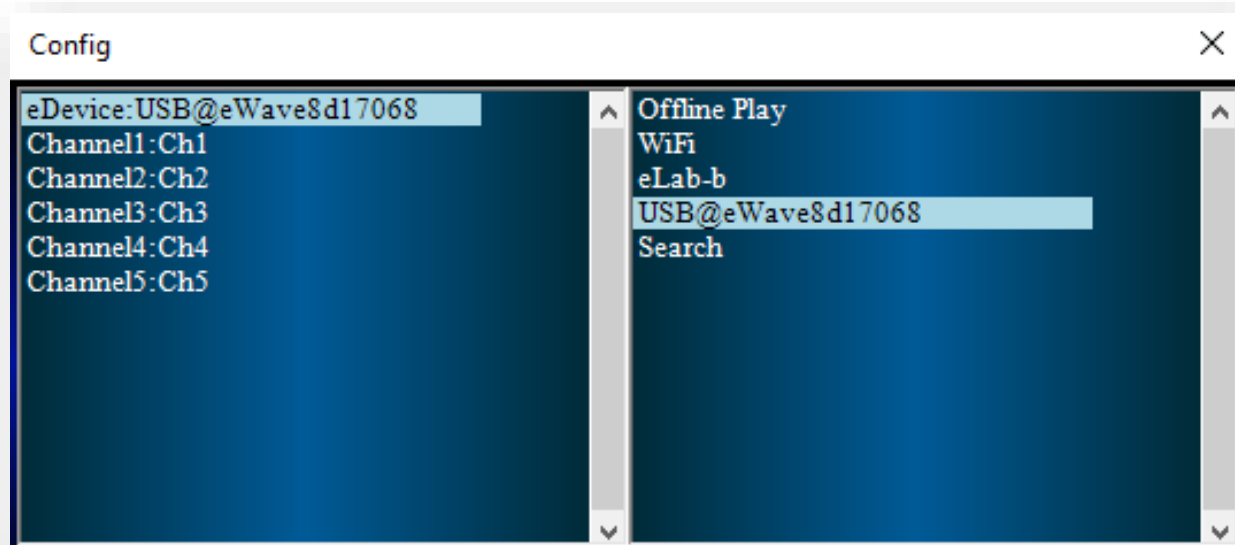 Config
eDevice:USB@eWave8d17068
Channel1:Ch1
Channel2:Ch2
Channel3:Ch3
Channel4:Ch4
Channel5:Ch5
Offline Play
WiFi
eLab-b
USB@eWave8d17068
Search